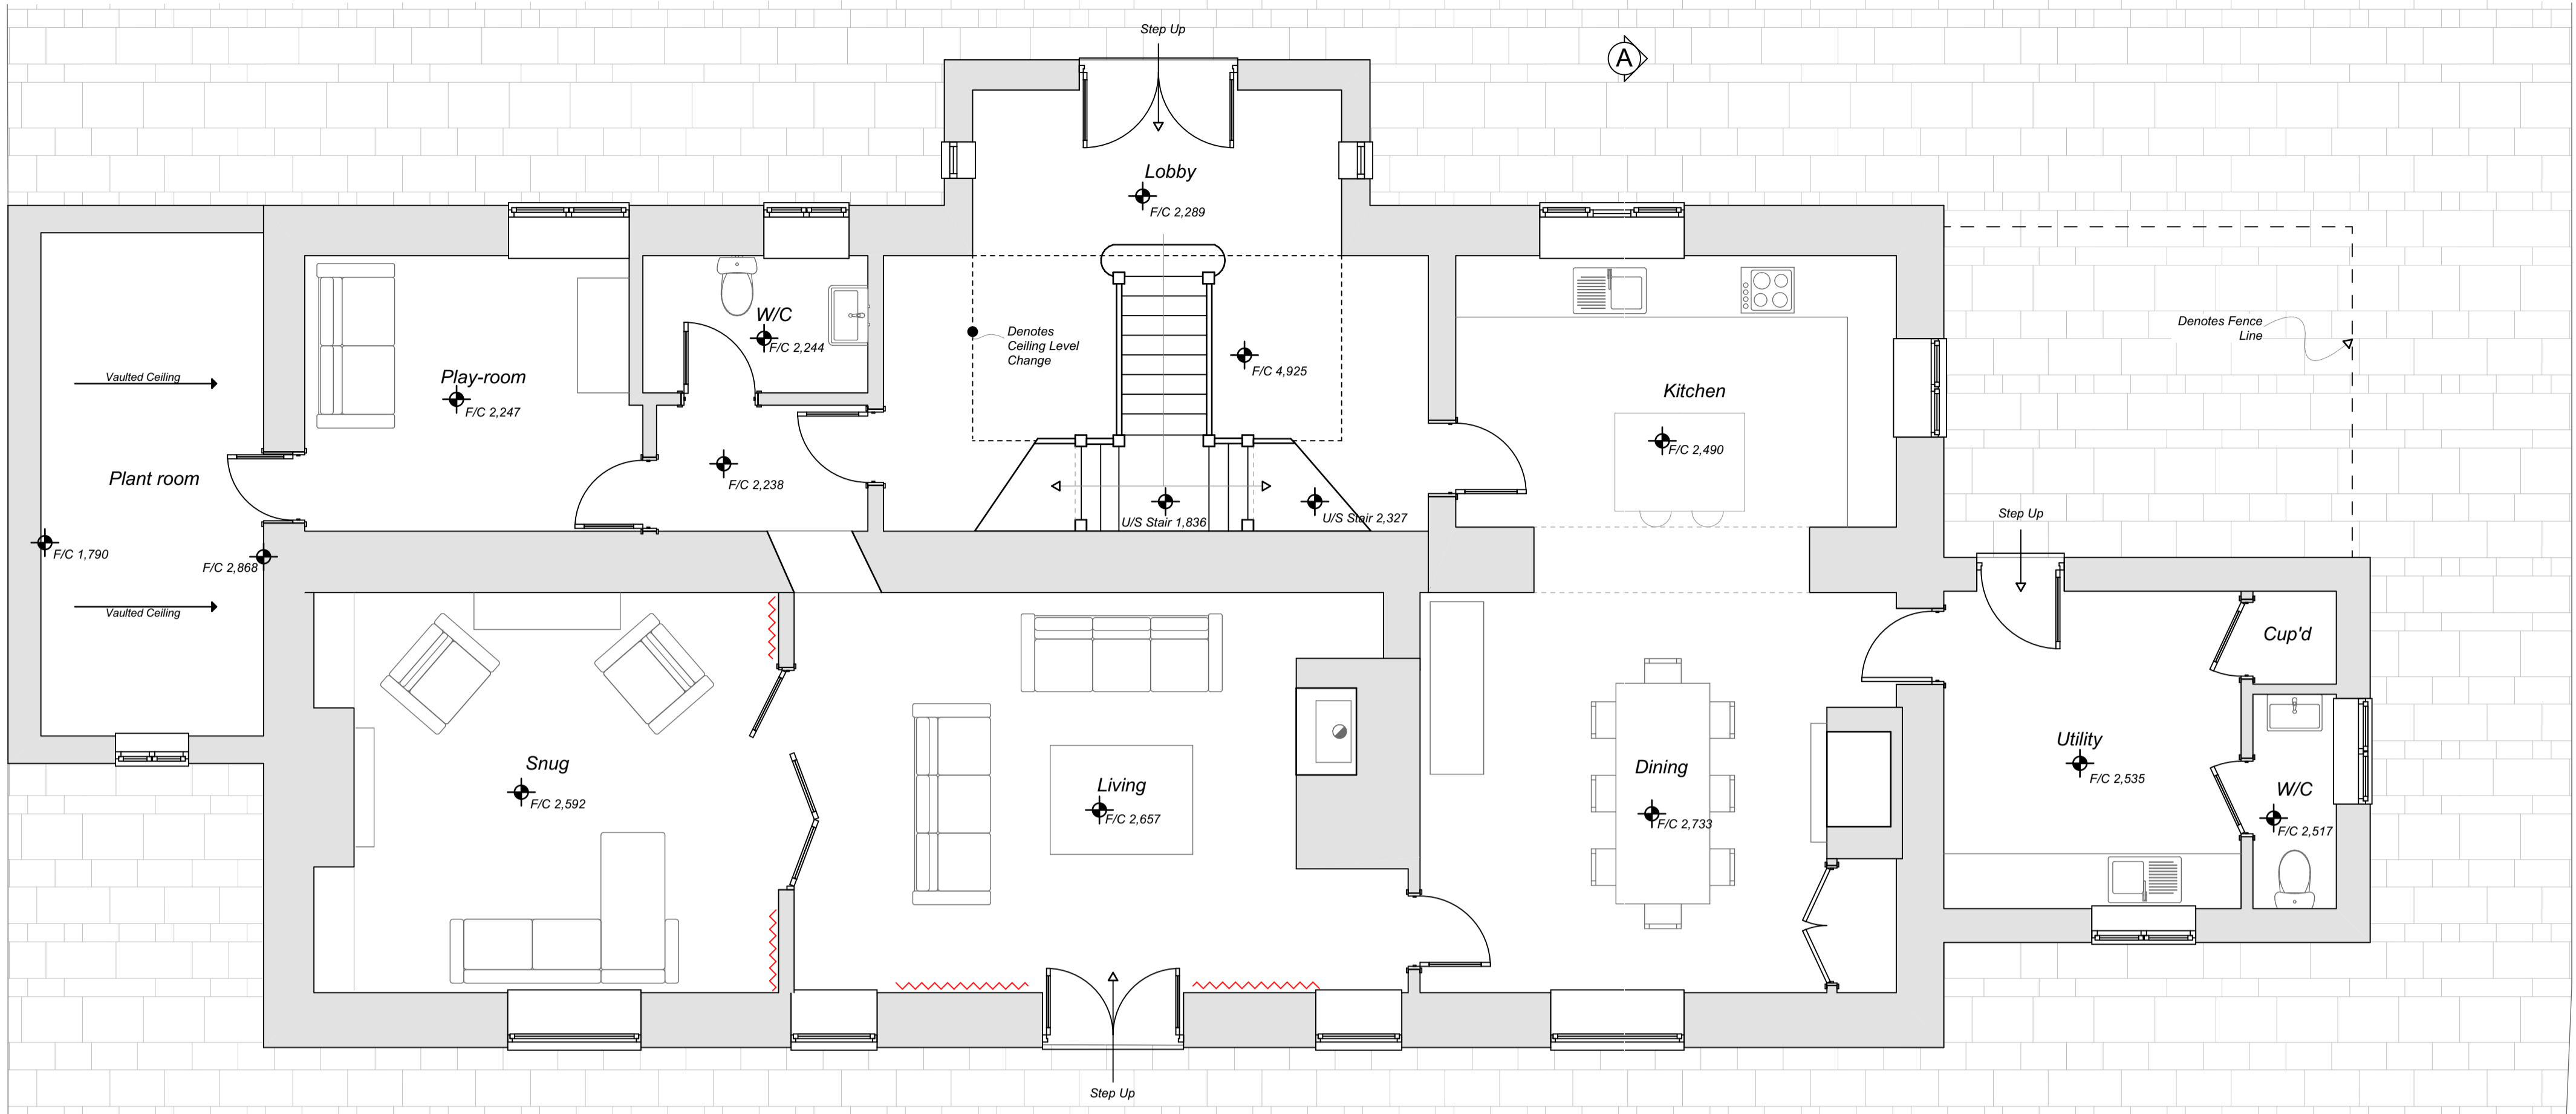 Step Up
A
Lobby
F/C 2,289
W/C
F/C 2,244
Denotes
Ceiling Level
Change
F/C 4,925
Denotes Fence
Line
Vaulted Ceiling
Play-room
F/C 2,247
Kitchen
F/C 2,490
Plant room
F/C 2,238
U/S Stair 1,836
U/S Stair 2,327
Step Up
F/C 1,790
F/C 2,868
Vaulted Ceiling
Cup'd
Snug
F/C 2,592
Living
F/C 2,657
Dining
F/C 2,733
Utility
F/C 2,535
W/C
F/C 2,517
Step Up